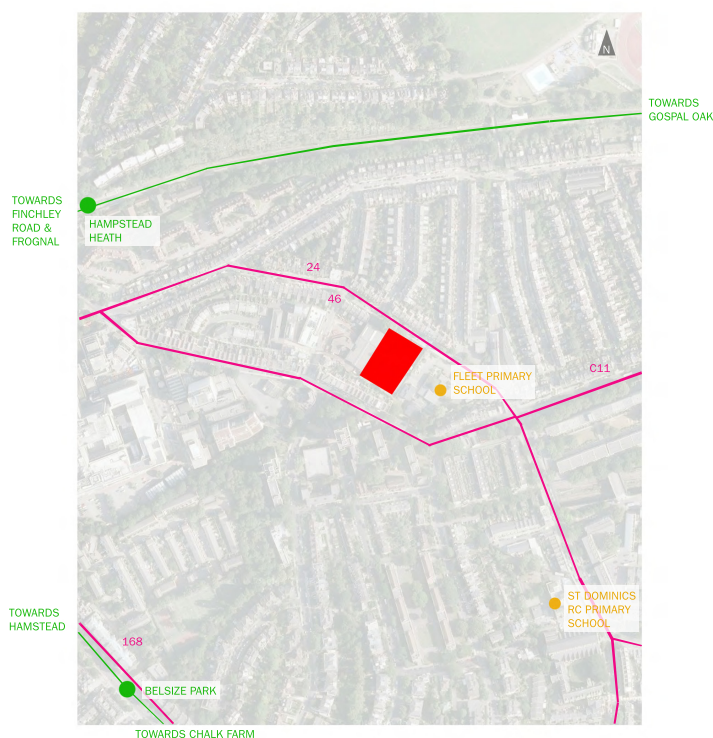 N
TOWARDS
GOSPAL OAK
TOWARDS
FINCHLEY
ROAD &
FROGNAL
HAMPSTEAD
HEATH
24
46
C11
FLEET PRIMARY
SCHOOL
ST DOMINICS
RC PRIMARY
SCHOOL
TOWARDS
HAMSTEAD
168
BELSIZE PARK
TOWARDS CHALK FARM